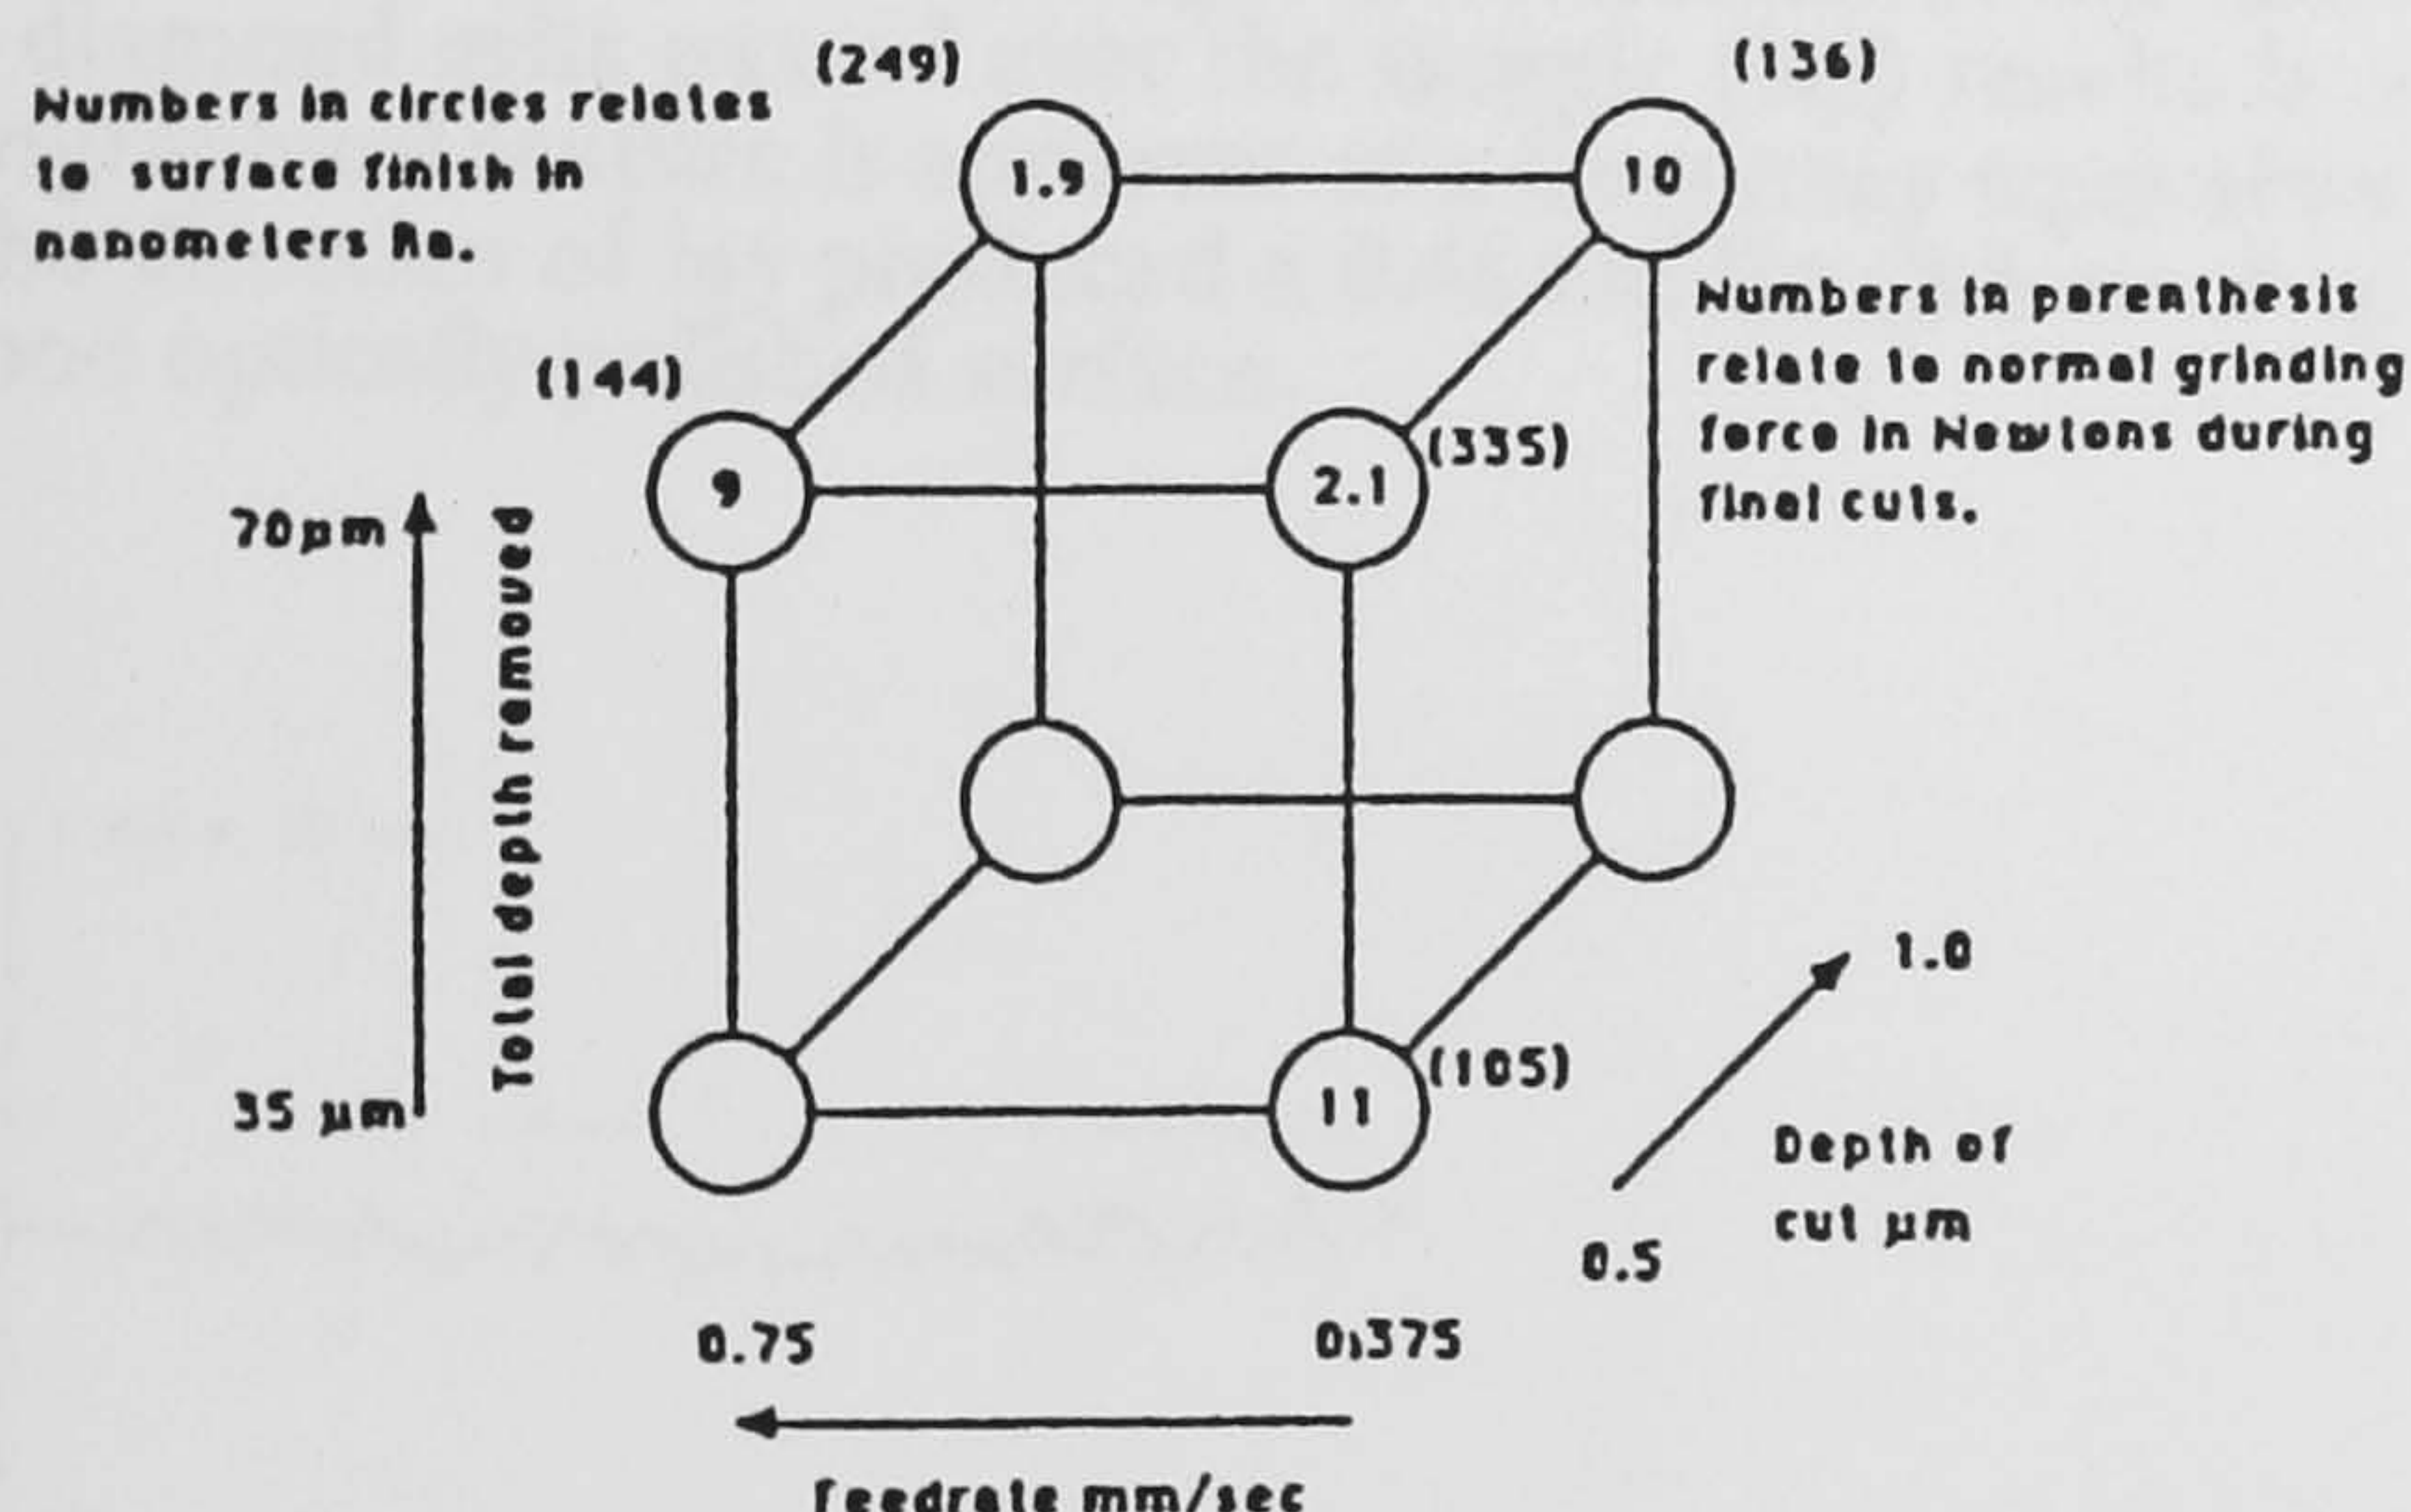 (249)
(136)
Numbers in circles relates
to surface finish in
nanometers Ra.
1.9
10
Numbers in parenthesis
relate to normal grinding
force in Newtons during
final cuts.
(144)
(335)
9
2.1
70µm
Total depth removed
35 µm
1.0
(105)
11
Depth of
cut µm
0.5
0.75
0.375
feedrate mm/sec